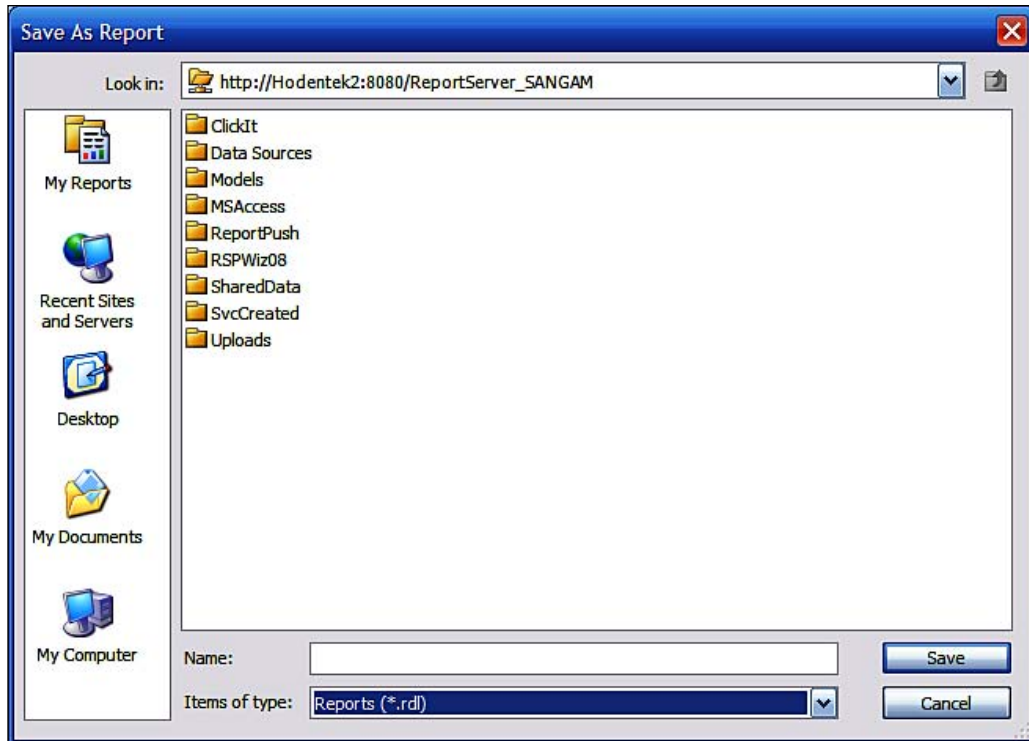 Save As Report
Look in:
http://Hodentek2:8080/ReportServer_SANGAM
My Reports
Recent Sites
and Servers
Desktop
My Documents
My Computer
ClickIt
Data Sources
Models
MSAccess
ReportPush
RSPWiz08
SharedData
SvcCreated
Uploads
Name:
Save
Items of type:
Reports (*.rdl)
Cancel